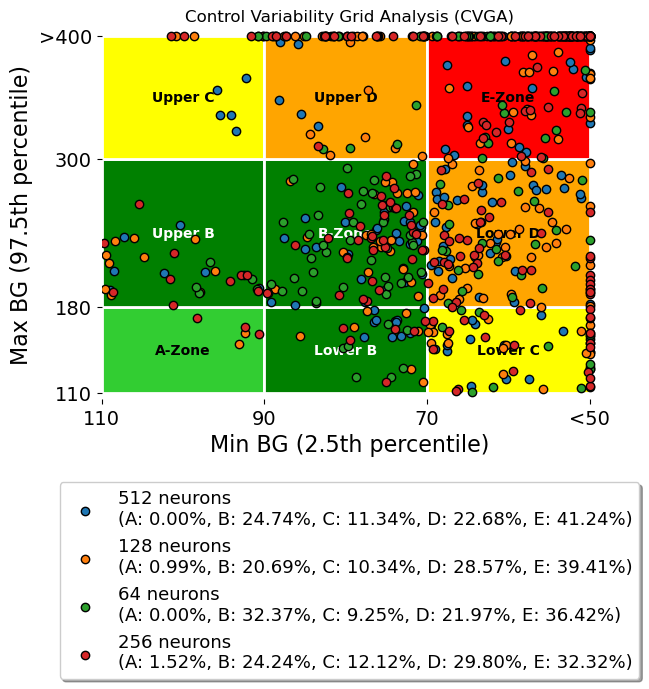 Control Variability Grid Analysis (CVGA)
>400
Upper C
Upper D
E-Zone
300
Upper B
B-Zone
Lower D
180
A-Zone
Lower B
Lower C
110
110
90
70
<50
Max BG (97.5th percentile)
Min BG (2.5th percentile)
512 neurons
(A: 0.00%, B: 24.74%, C: 11.34%, D: 22.68%, E: 41.24%)
128 neurons
(A: 0.99%, B: 20.69%, C: 10.34%, D: 28.57%, E: 39.41%)
64 neurons
(A: 0.00%, B: 32.37%, C: 9.25%, D: 21.97%, E: 36.42%)
256 neurons
(A: 1.52%, B: 24.24%, C: 12.12%, D: 29.80%, E: 32.32%)